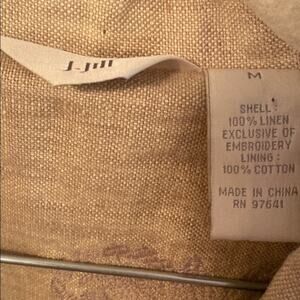 J.Jill
M
SHELL:
100% LINEN
EXCLUSIVE OF
EMBROIDERY
LINING:
100% COTTON
MADE IN CHINA
RN 97641